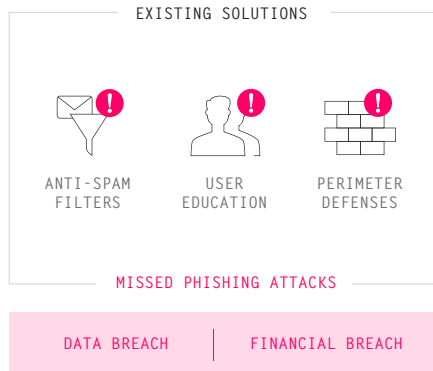 EXISTING SOLUTIONS
!
!
!
ANTI-SPAM
FILTERS
USER
EDUCATION
PERIMETER
DEFENSES
MISSED PHISHING ATTACKS
DATA BREACH
FINANCIAL BREACH